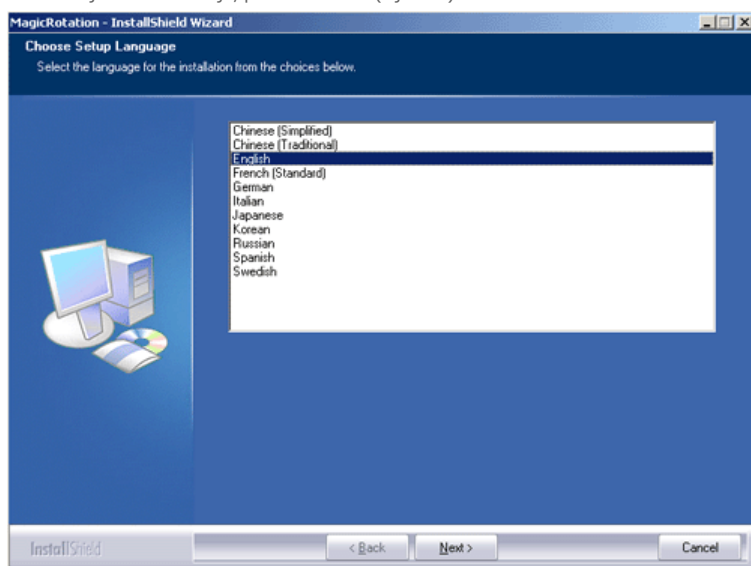 MagicRotation - InstallShield Wizard
Choose Setup Language
Select the language for the installation from the choices below.
Chinese (Simplified)
Chinese (Traditional)
English
French (Standard)
German
Italian
Japanese
Korean
Russian
Spanish
Swedish
InstallShield
< Back Next > Cancel